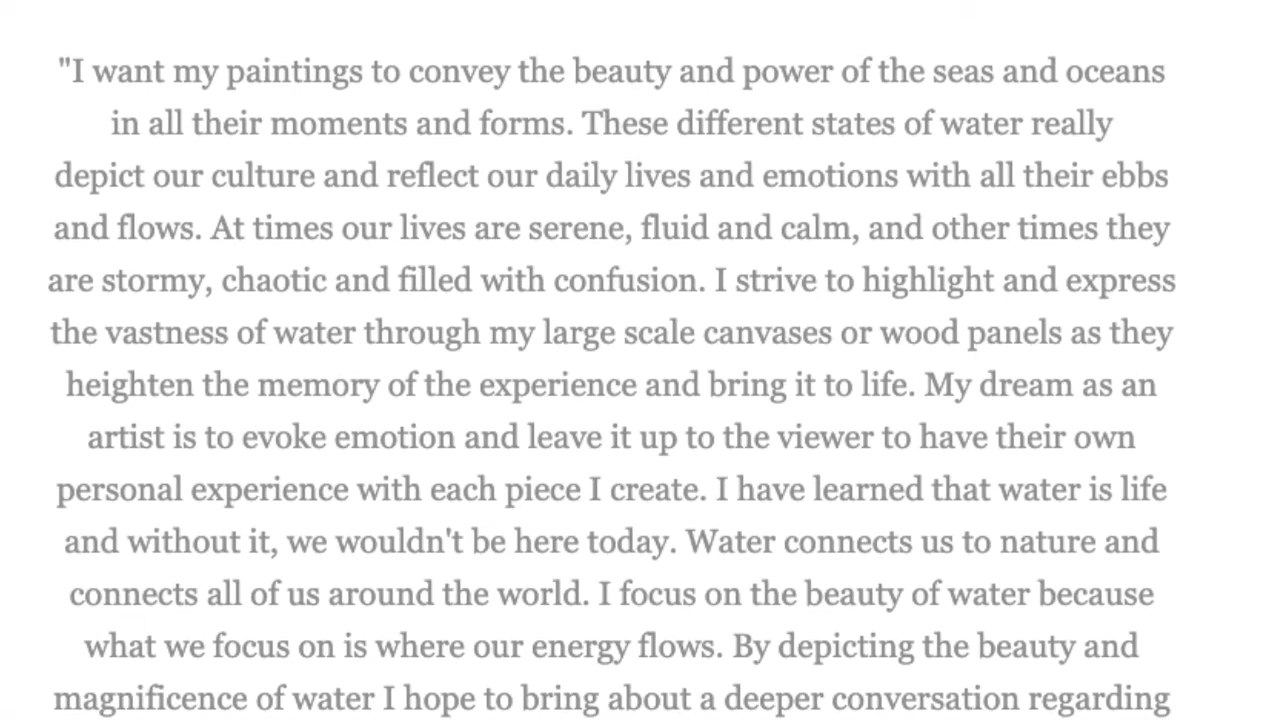 "I want my paintings to convey the beauty and power of the seas and oceans
in all their moments and forms. These different states of water really
depict our culture and reflect our daily lives and emotions with all their ebbs
and flows. At times our lives are serene, fluid and calm, and other times they
are stormy, chaotic and filled with confusion. I strive to highlight and express
the vastness of water through my large scale canvases or wood panels as they
heighten the memory of the experience and bring it to life. My dream as an
artist is to evoke emotion and leave it up to the viewer to have their own
personal experience with each piece I create. I have learned that water is life
and without it, we wouldn't be here today. Water connects us to nature and
connects all of us around the world. I focus on the beauty of water because
what we focus on is where our energy flows. By depicting the beauty and
magnificence of water I hope to bring about a deeper conversation regarding